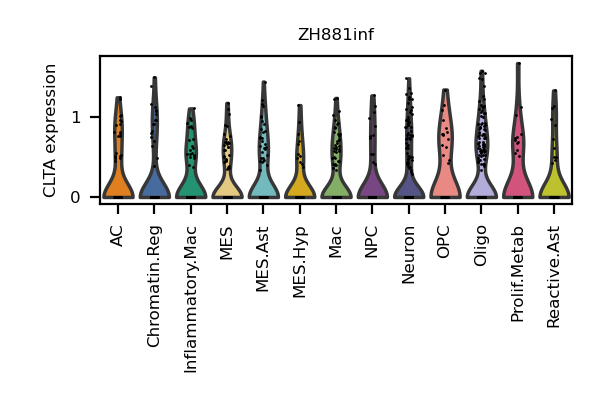 ZH881inf
CLTA expression
1
0
AC
Chromatin.Reg
Inflammatory.Mac
MES
MES.Ast
MES.Hyp
Mac
NPC
Neuron
OPC
Oligo
Prolif.Metab
Reactive.Ast